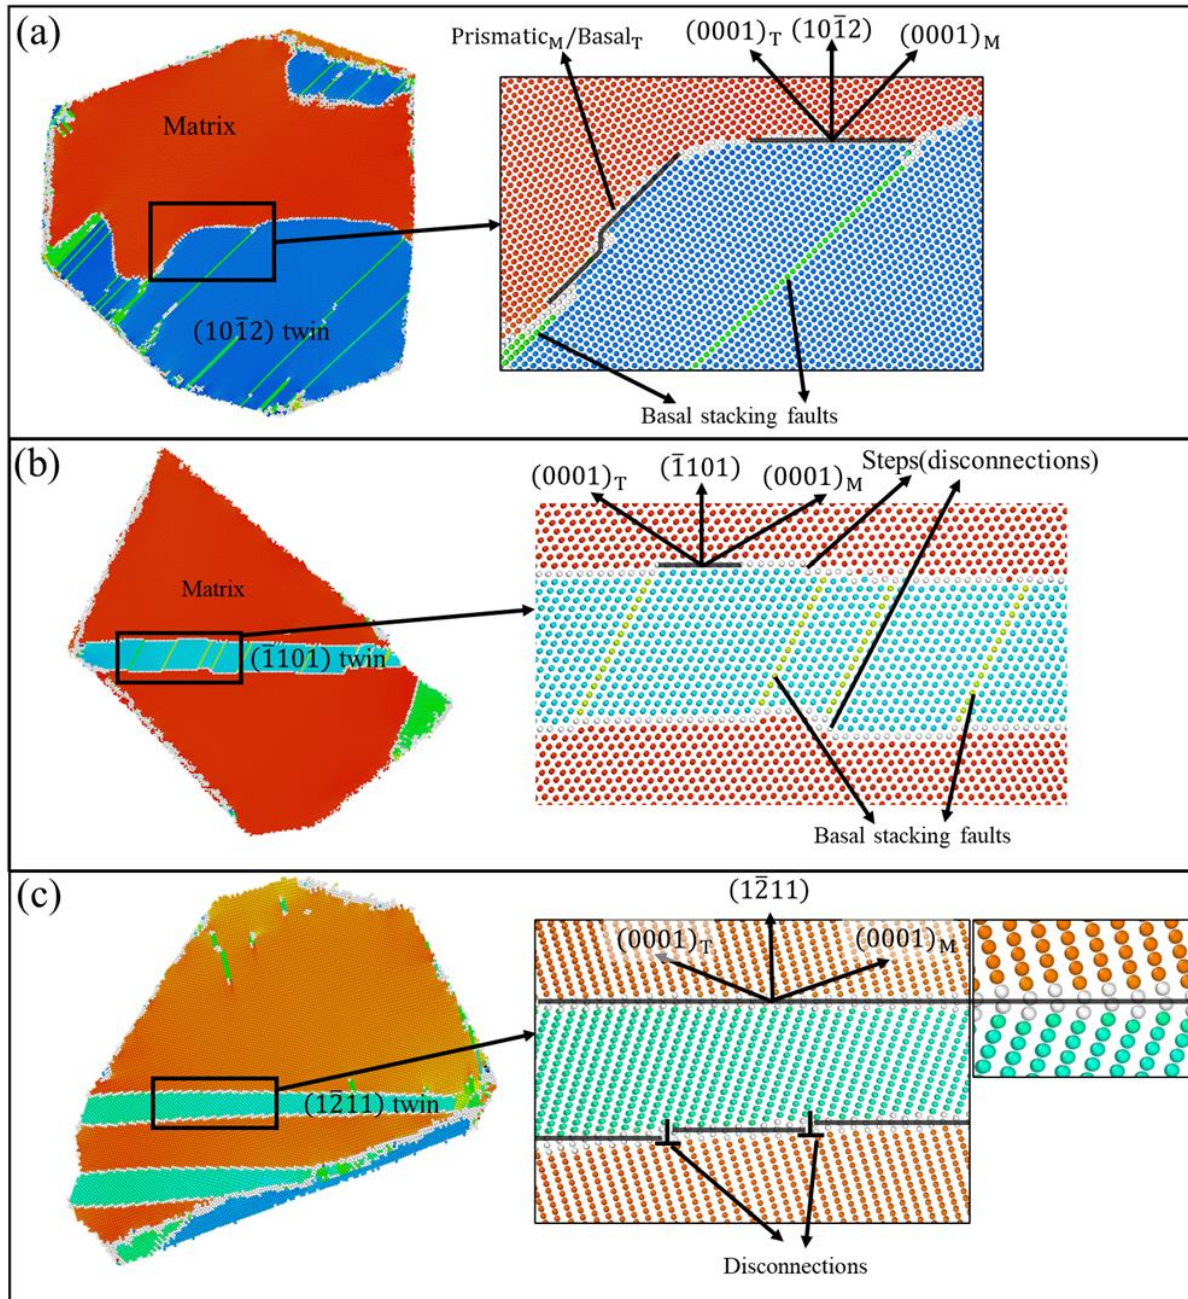 (a)
Prismatic_M/Basal_T
(0001)_T (101̄2) (0001)_M
Matrix
(101̄2) twin
Basal stacking faults
(b)
(0001)_T (1̄101) (0001)_M
Steps(disconnections)
Matrix
(1̄101) twin
Basal stacking faults
(c)
(12̄11)
(0001)_T (0001)_M
(12̄11) twin
Disconnections